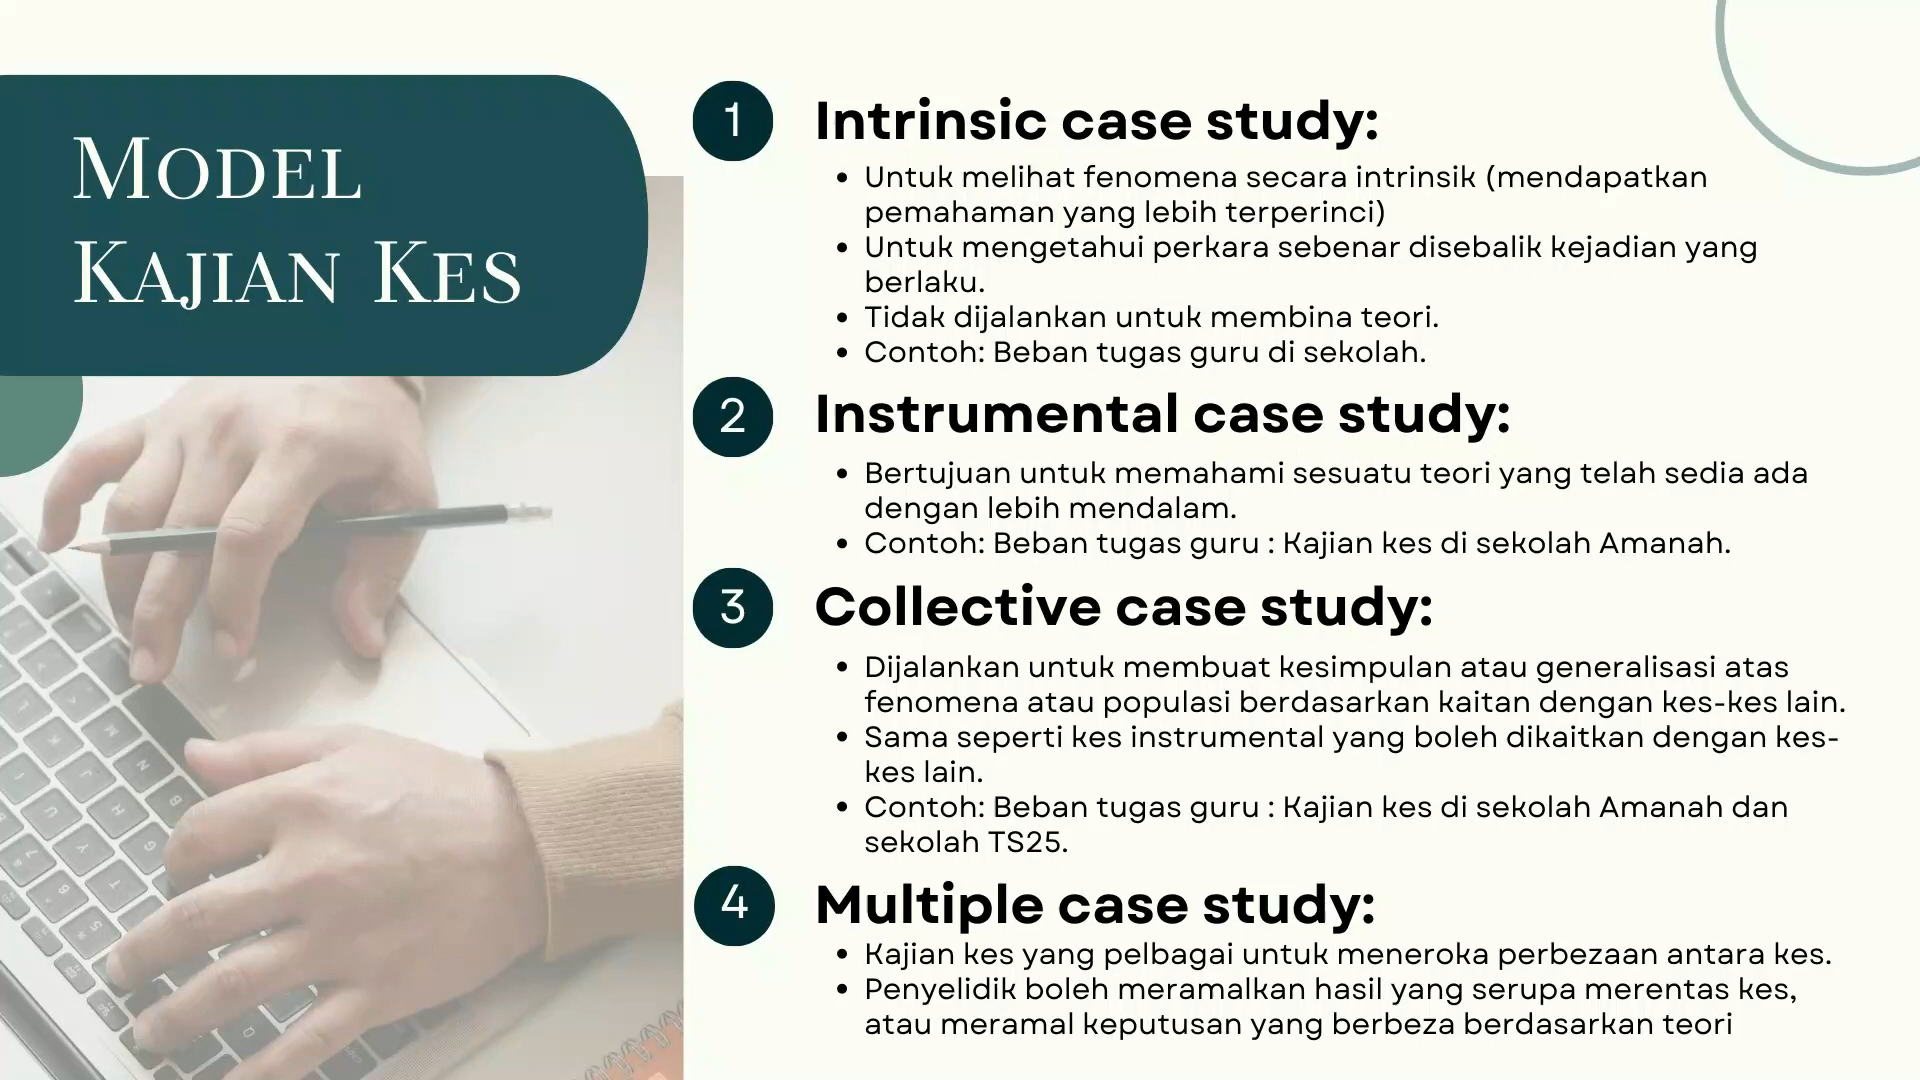 MODEL
KAJIAN KES
1
Intrinsic case study:
• Untuk melihat fenomena secara intrinsik (mendapatkan
pemahaman yang lebih terperinci)
• Untuk mengetahui perkara sebenar disebalik kejadian yang
berlaku.
• Tidak dijalankan untuk membina teori.
• Contoh: Beban tugas guru di sekolah.
2
Instrumental case study:
• Bertujuan untuk memahami sesuatu teori yang telah sedia ada
dengan lebih mendalam.
• Contoh: Beban tugas guru : Kajian kes di sekolah Amanah.
3
Collective case study:
• Dijalankan untuk membuat kesimpulan atau generalisasi atas
fenomena atau populasi berdasarkan kaitan dengan kes-kes lain.
• Sama seperti kes instrumental yang boleh dikaitkan dengan kes-
kes lain.
• Contoh: Beban tugas guru : Kajian kes di sekolah Amanah dan
sekolah TS25.
4
Multiple case study:
• Kajian kes yang pelbagai untuk meneroka perbezaan antara kes.
• Penyelidik boleh meramalkan hasil yang serupa merentas kes,
atau meramal keputusan yang berbeza berdasarkan teori